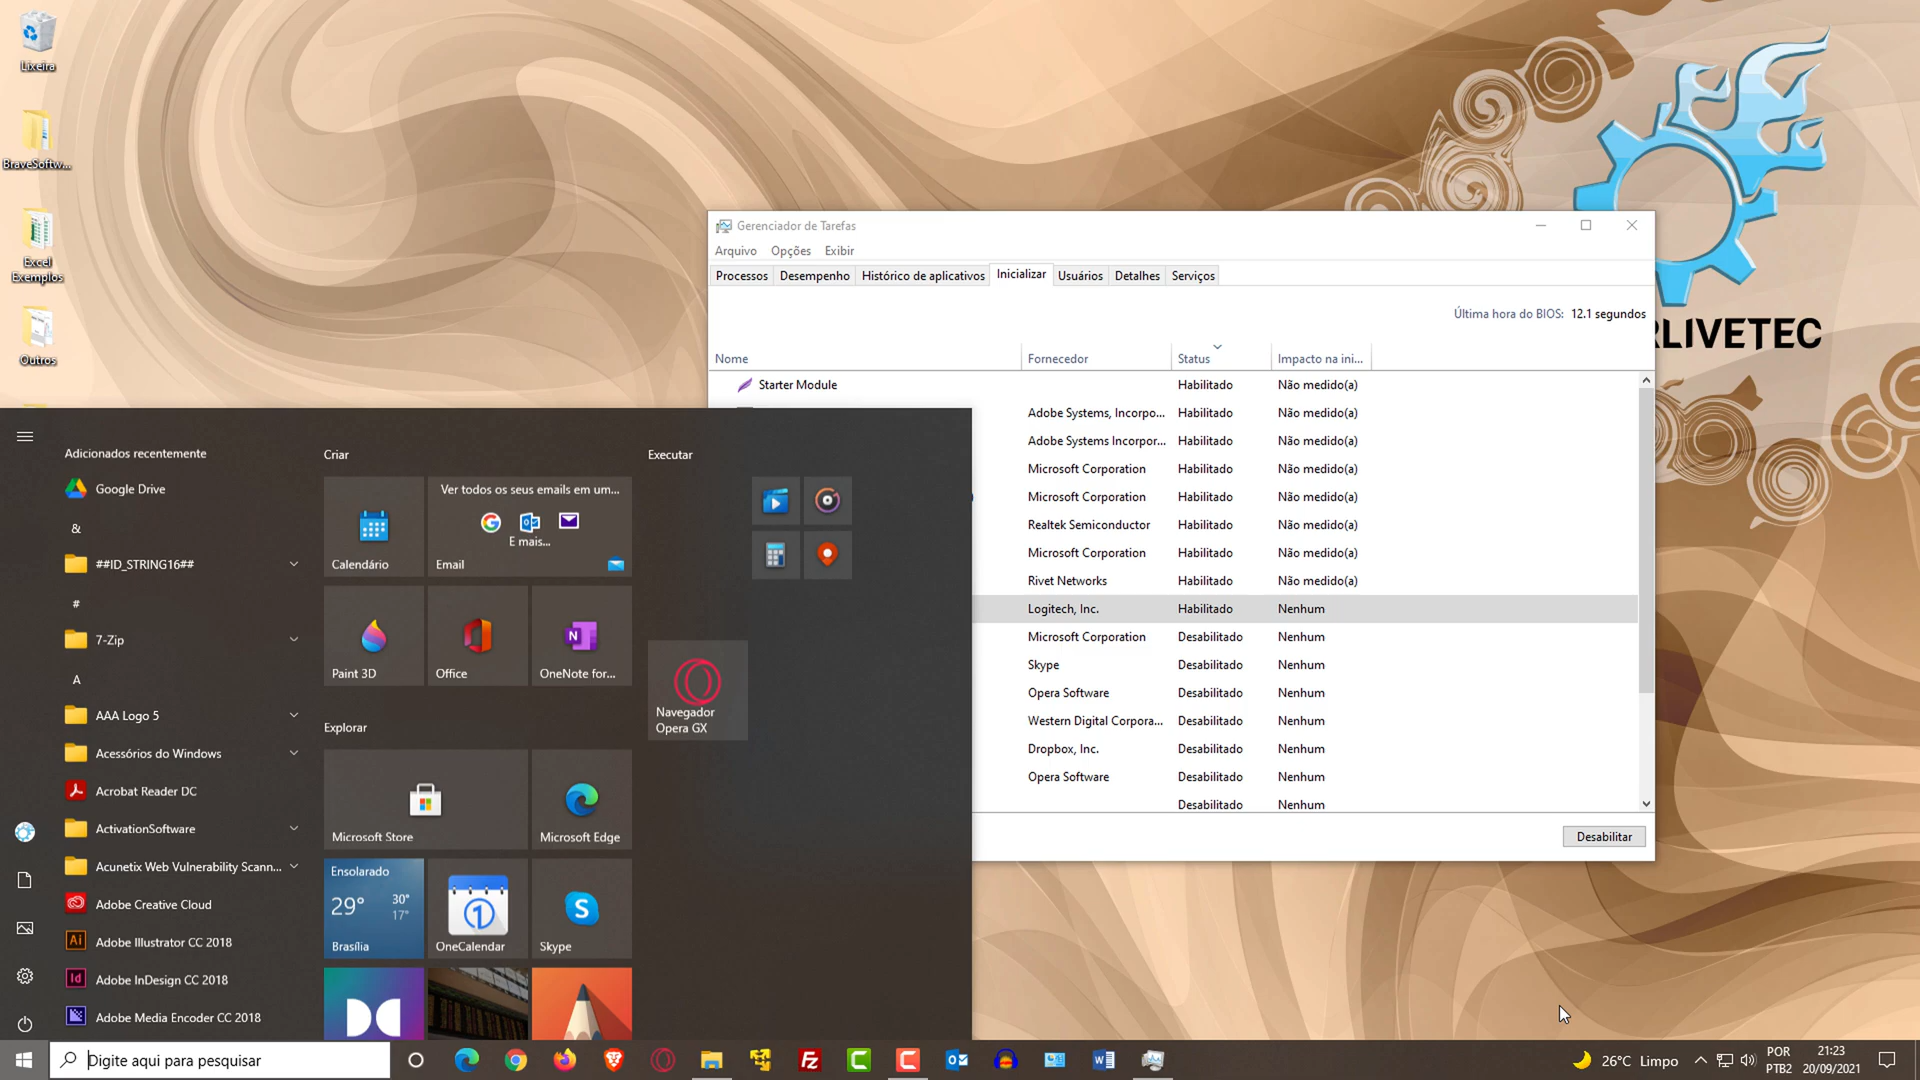 Lixeira
BraveSoftw...
Excel
Exemplos
Outros
RLIVETEC
Gerenciador de Tarefas
Arquivo Opções Exibir
Processos Desempenho Histórico de aplicativos Inicializar Usuários Detalhes Serviços
Última hora do BIOS: 12.1 segundos
Nome Fornecedor Status Impacto na ini...
Starter Module Habilitado Não medido(a)
Adobe Systems, Incorpo... Habilitado Não medido(a)
Adobe Systems Incorpor... Habilitado Não medido(a)
Microsoft Corporation Habilitado Não medido(a)
Microsoft Corporation Habilitado Não medido(a)
Realtek Semiconductor Habilitado Não medido(a)
Microsoft Corporation Habilitado Não medido(a)
Rivet Networks Habilitado Não medido(a)
Logitech, Inc. Habilitado Nenhum
Microsoft Corporation Desabilitado Nenhum
Skype Desabilitado Nenhum
Opera Software Desabilitado Nenhum
Western Digital Corpora... Desabilitado Nenhum
Dropbox, Inc. Desabilitado Nenhum
Opera Software Desabilitado Nenhum
Desabilitado Nenhum
Desabilitar
Adicionados recentemente
Google Drive
&
##ID_STRING16##
#
7-Zip
A
AAA Logo 5
Acessórios do Windows
Acrobat Reader DC
ActivationSoftware
Acunetix Web Vulnerability Scann...
Adobe Creative Cloud
Adobe Illustrator CC 2018
Adobe InDesign CC 2018
Adobe Media Encoder CC 2018
Criar
Calendário
Ver todos os seus emails em um...
E mais...
Email
Paint 3D
Office
OneNote for...
Explorar
Microsoft Store
Microsoft Edge
Ensolarado
29° 30°
17°
Brasília
OneCalendar
Skype
Executar
Navegador
Opera GX
Digite aqui para pesquisar
26°C Limpo
POR
PTB2
21:23
20/09/2021